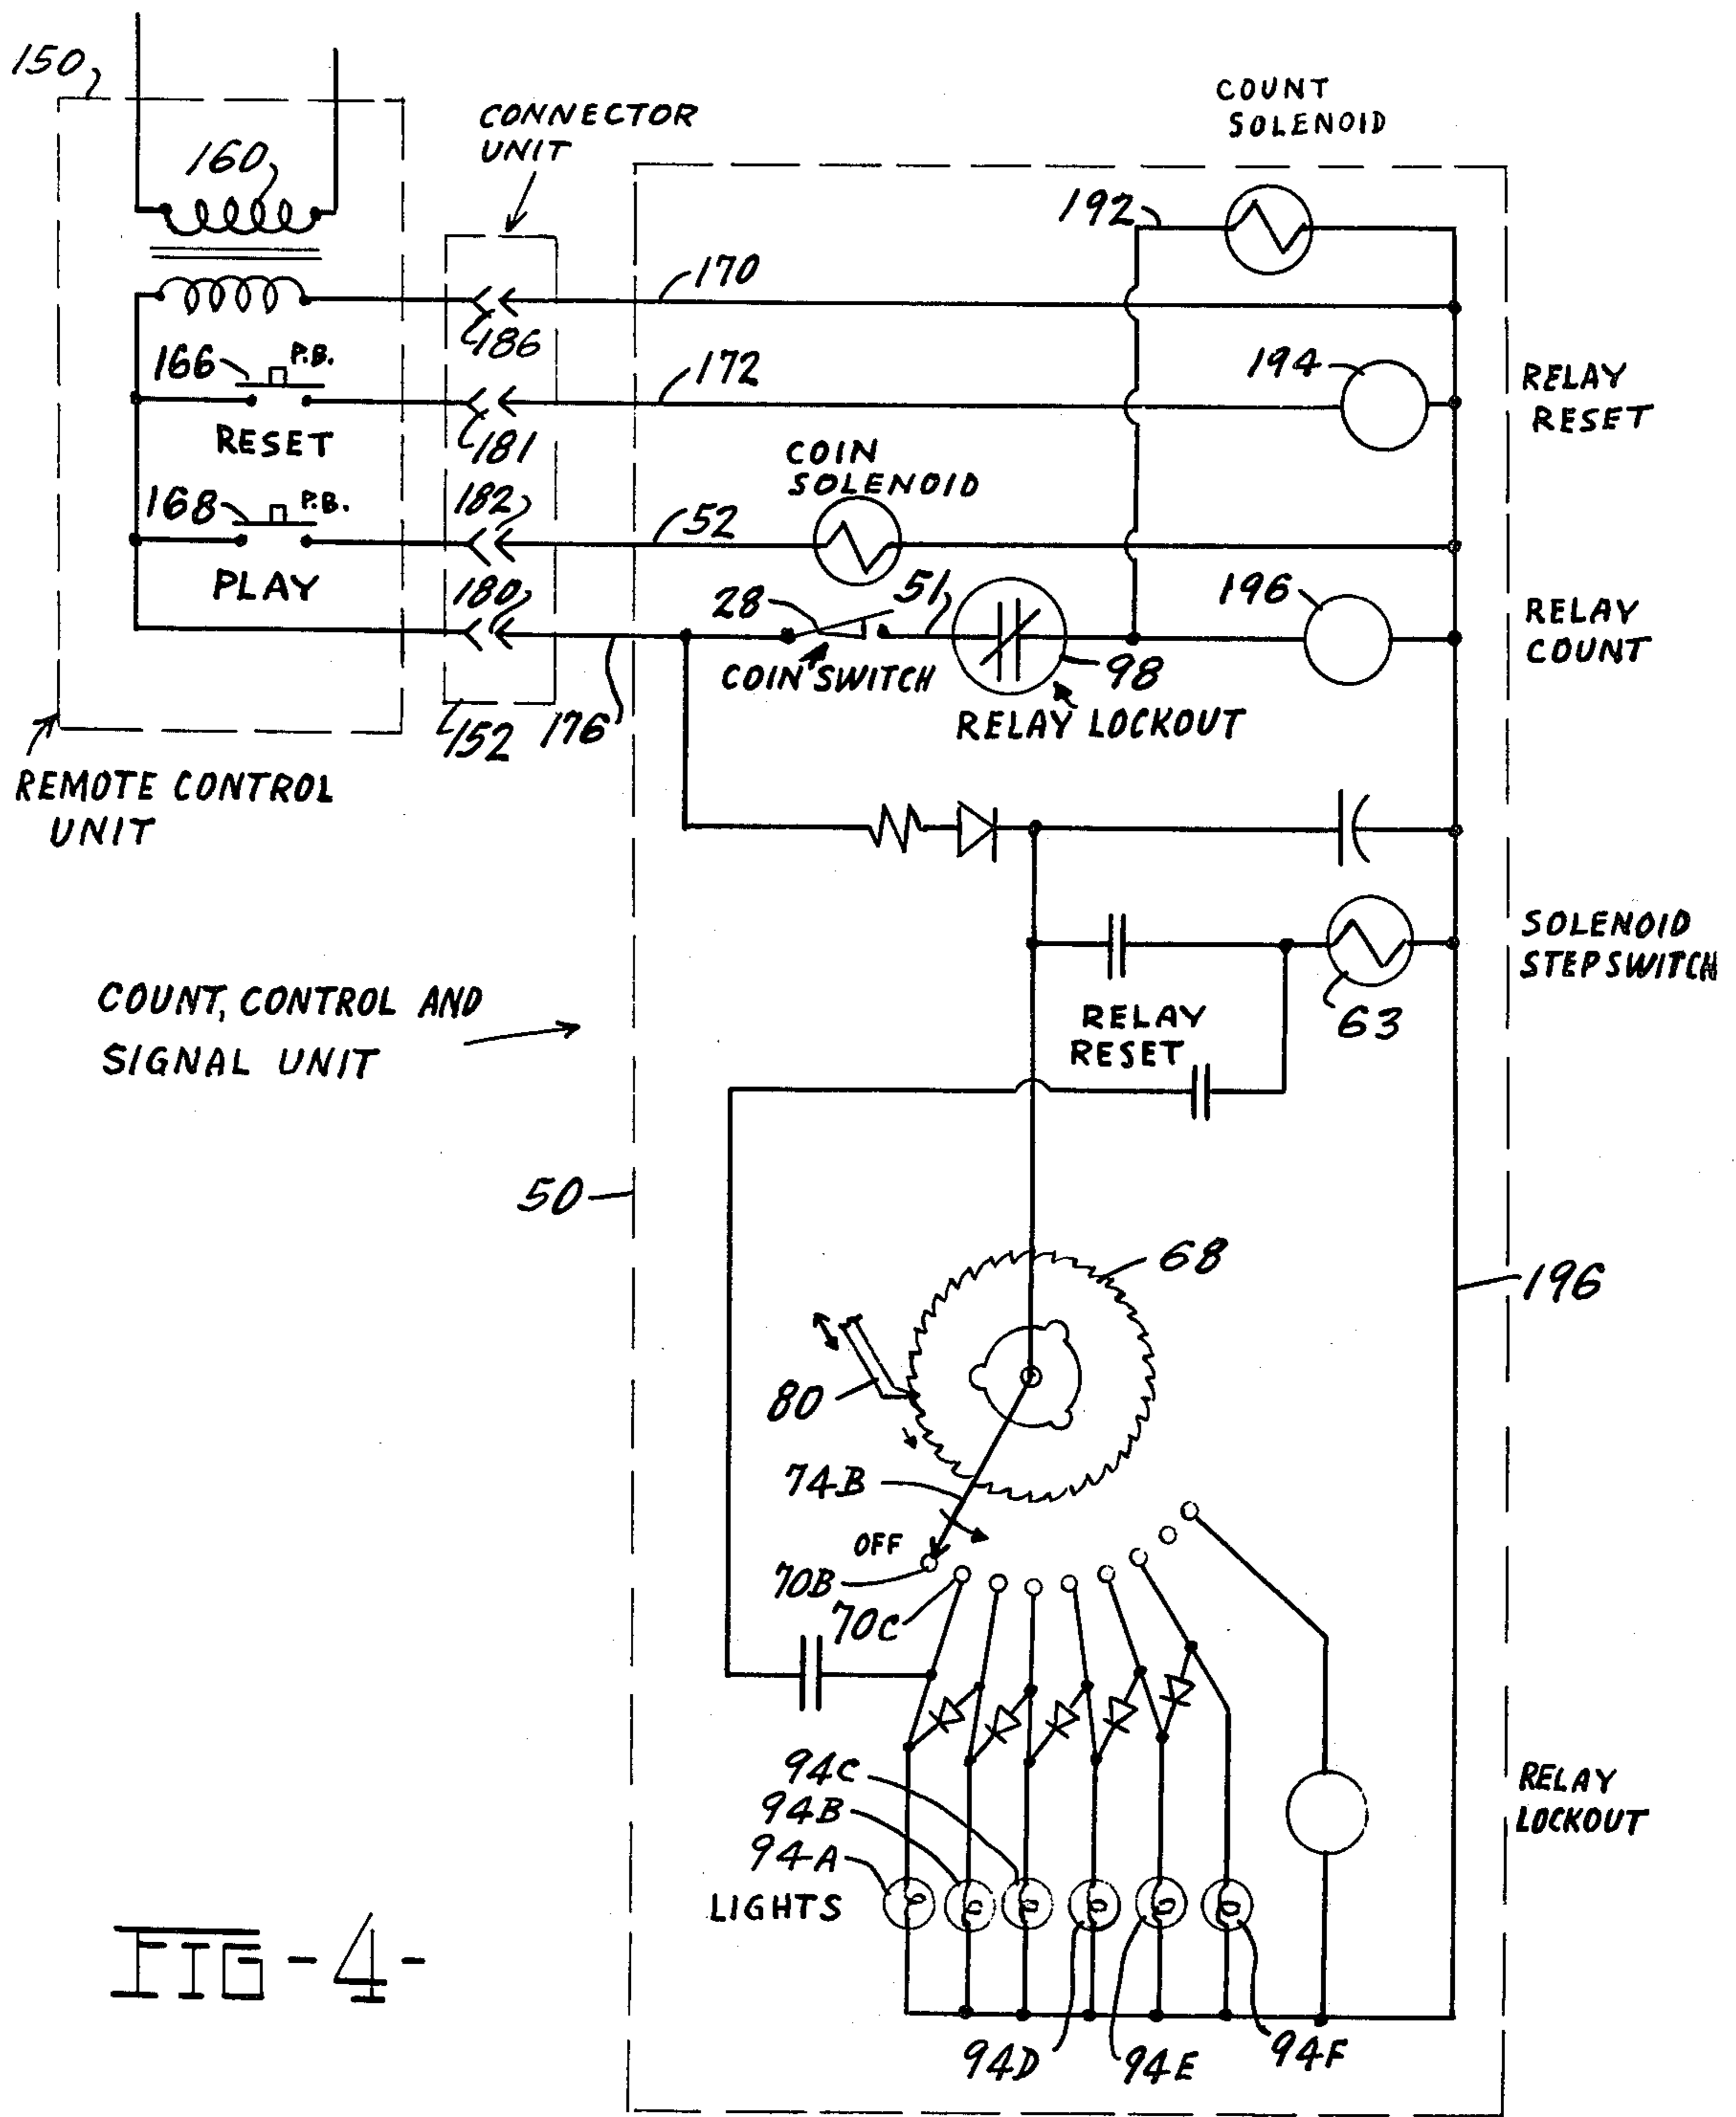 150
CONNECTOR
UNIT
COUNT
SOLENOID
160
192
170
186
166
P.B.
172
194
RELAY
RESET
RESET
181
COIN
SOLENOID
168
P.B.
182
52
PLAY
180
28
51
196
RELAY
COUNT
COIN SWITCH
98
RELAY LOCKOUT
152
176
REMOTE CONTROL
UNIT
SOLENOID
STEPSWITCH
COUNT, CONTROL AND
SIGNAL UNIT
RELAY
RESET
63
50
68
196
80
74B
OFF
70B
70C
94C
94B
94A
LIGHTS
RELAY
LOCKOUT
FIG-4-
94D
94E
94F